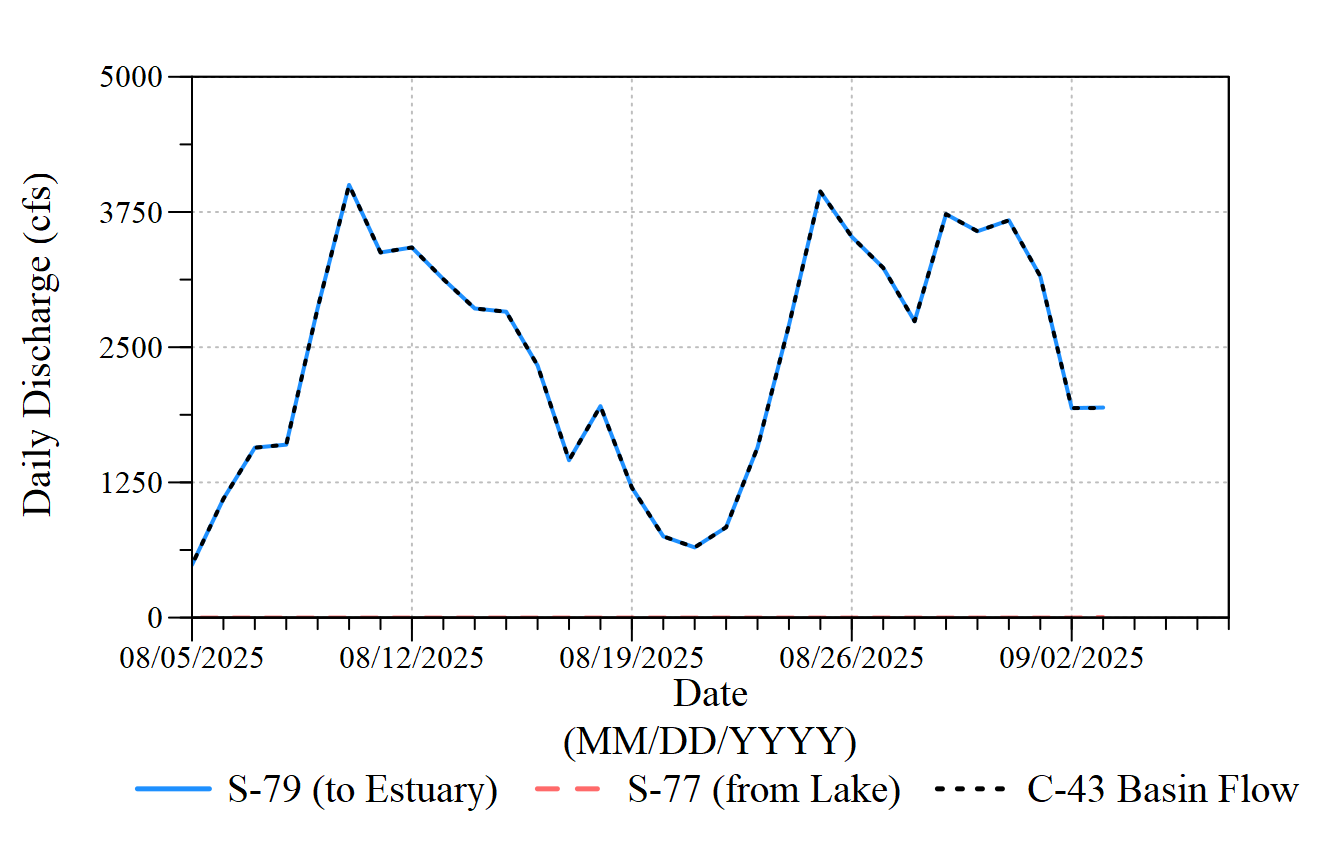 5000
3750
2500
1250
0
Daily Discharge (cfs)
08/05/2025 08/12/2025 08/19/2025 08/26/2025 09/02/2025
Date
(MM/DD/YYYY)
S-79 (to Estuary) S-77 (from Lake) C-43 Basin Flow